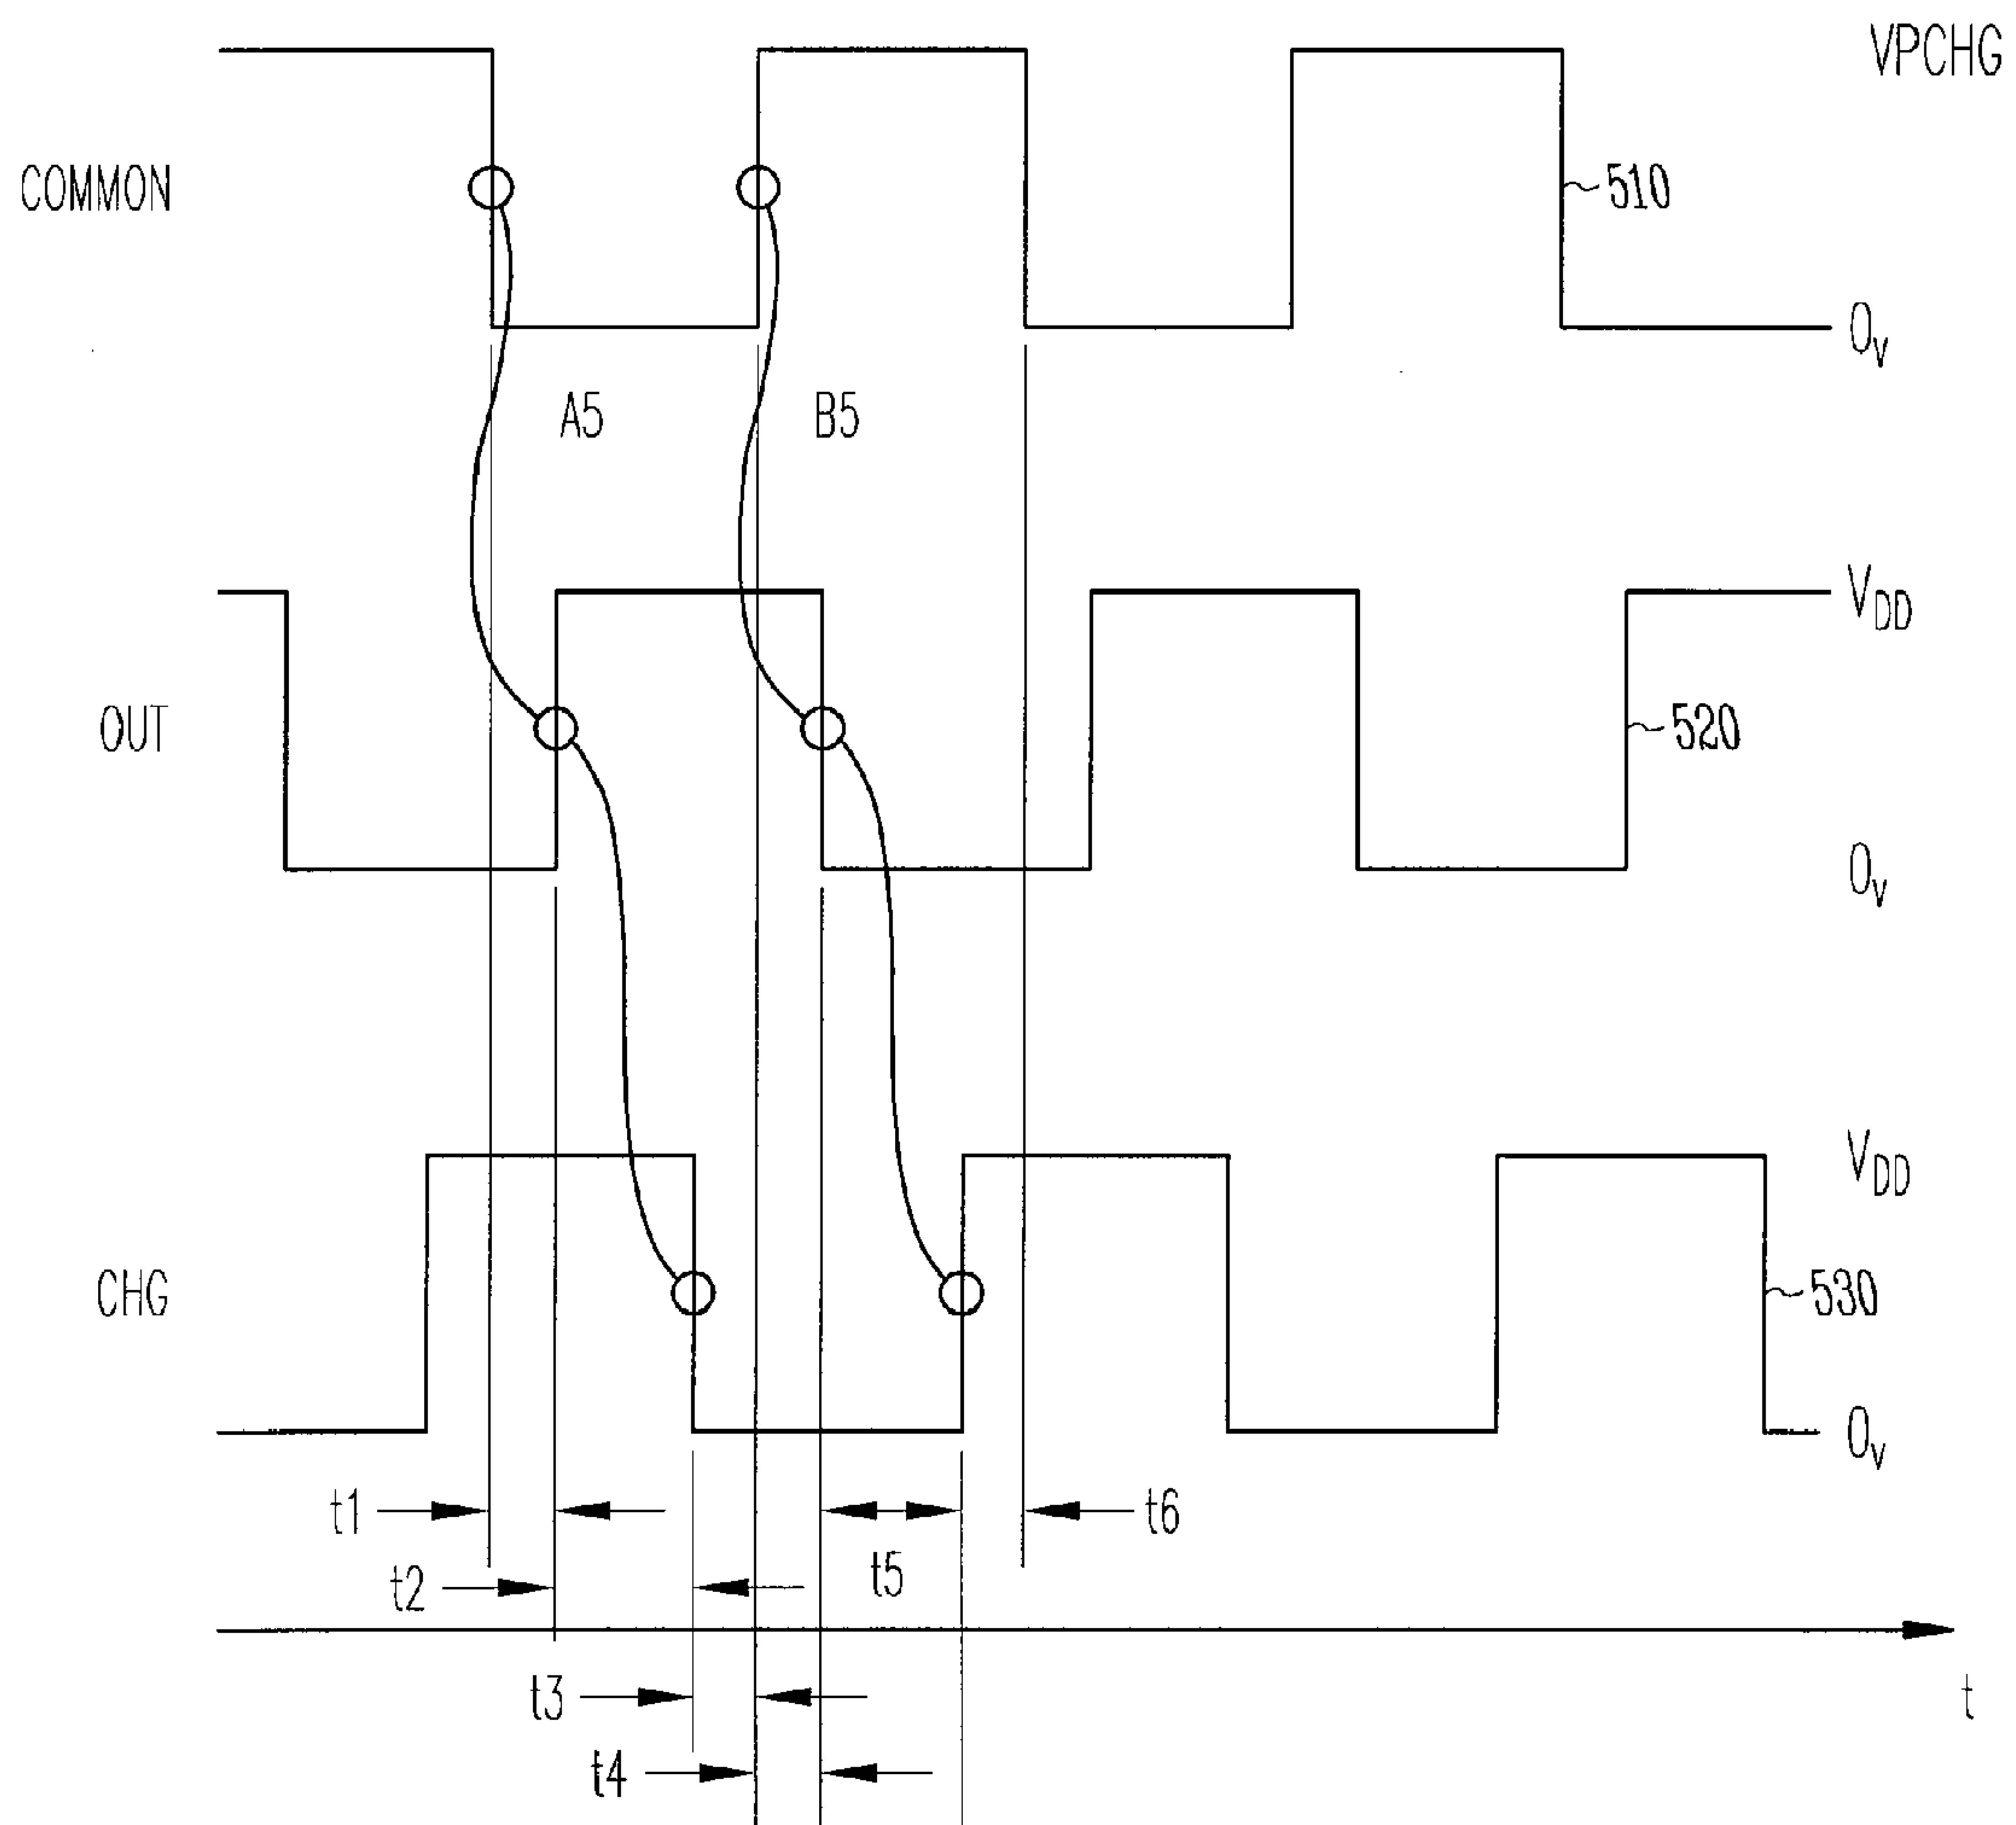 VPCHG
COMMON
510
0V
A5 B5
VDD
OUT
520
0V
VDD
CHG
530
0V
t1 t6
t2 t5
t3 t
t4